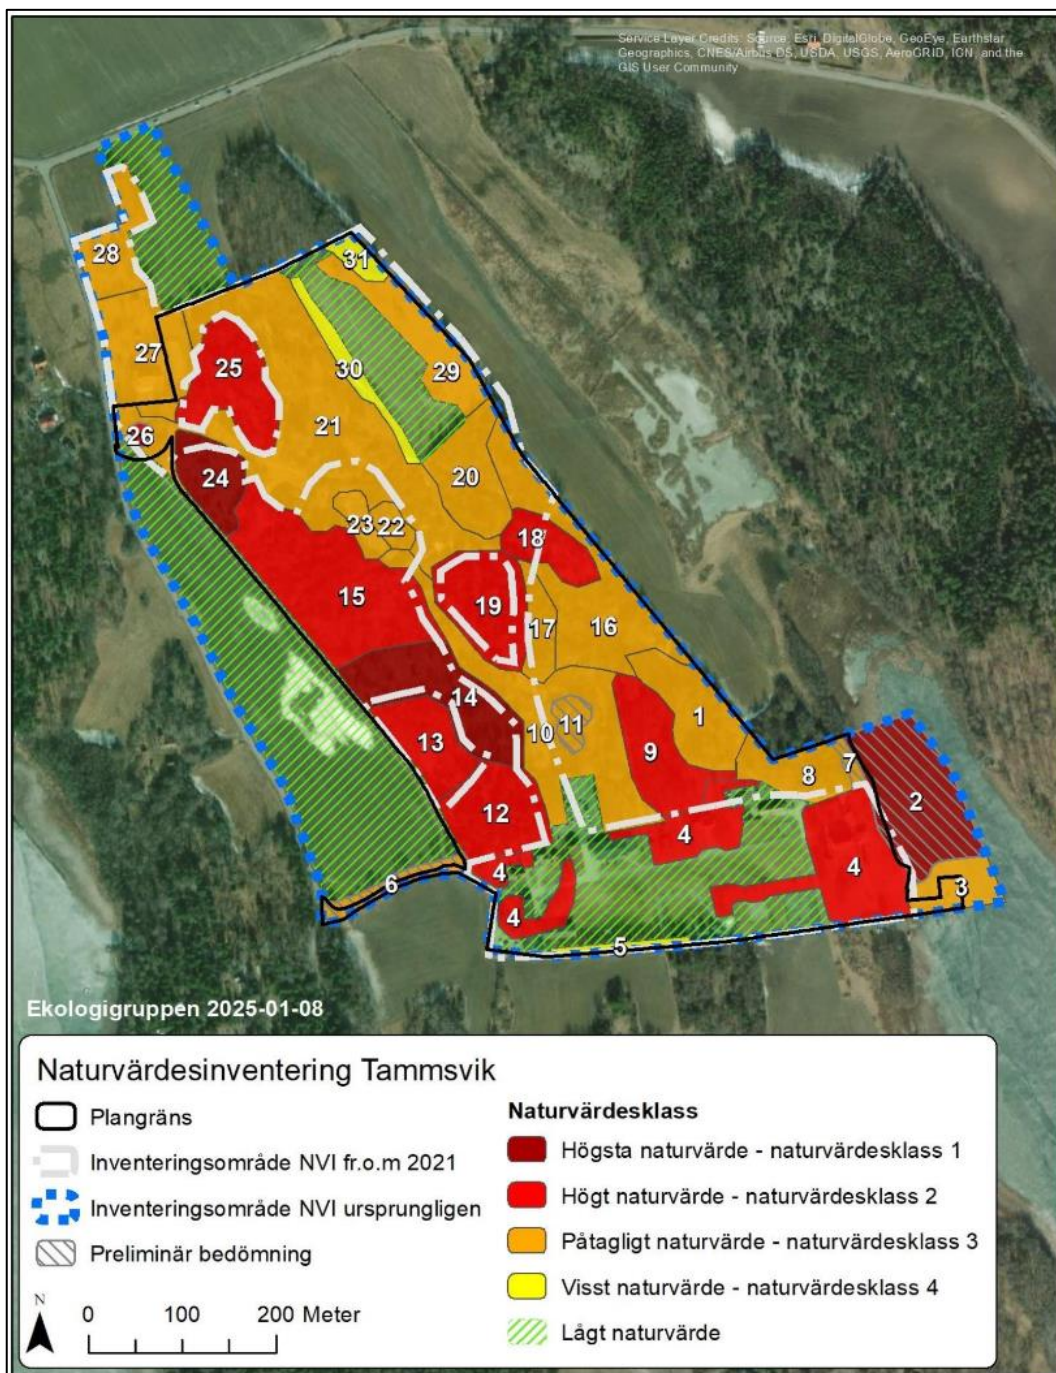 Service Layer Credits: Source: Esri, DigitalGlobe, GeoEye, Earthstar
Geographics, CNES/Airbus DS, USDA, USGS, AeroGRID, IGN, and the
GIS User Community
31
28
27
25
30
29
21
26
24
20
23
22
18
15
19
17
16
14
1
13
10
11
9
7
8
2
12
4
4
4
6
3
4
5
Ekologigruppen 2025-01-08
Naturvärdesinventering Tammsvik
Plangräns
Inventeringsområde NVI fr.o.m 2021
Inventeringsområde NVI ursprungligen
Preliminär bedömning
N
0 100 200 Meter
Naturvärdesklass
Högsta naturvärde - naturvärdesklass 1
Högt naturvärde - naturvärdesklass 2
Påtagligt naturvärde - naturvärdesklass 3
Visst naturvärde - naturvärdesklass 4
Lågt naturvärde